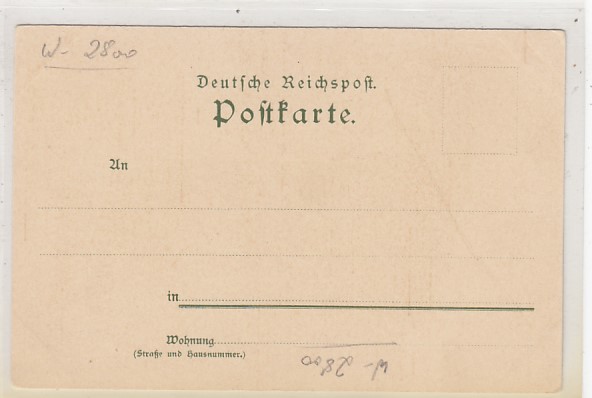 W- 2800
Deutſche Reichspoſt.
Poſtkarte.
An
in
Wohnung
(Straße und Hausnummer.)
W- 2800